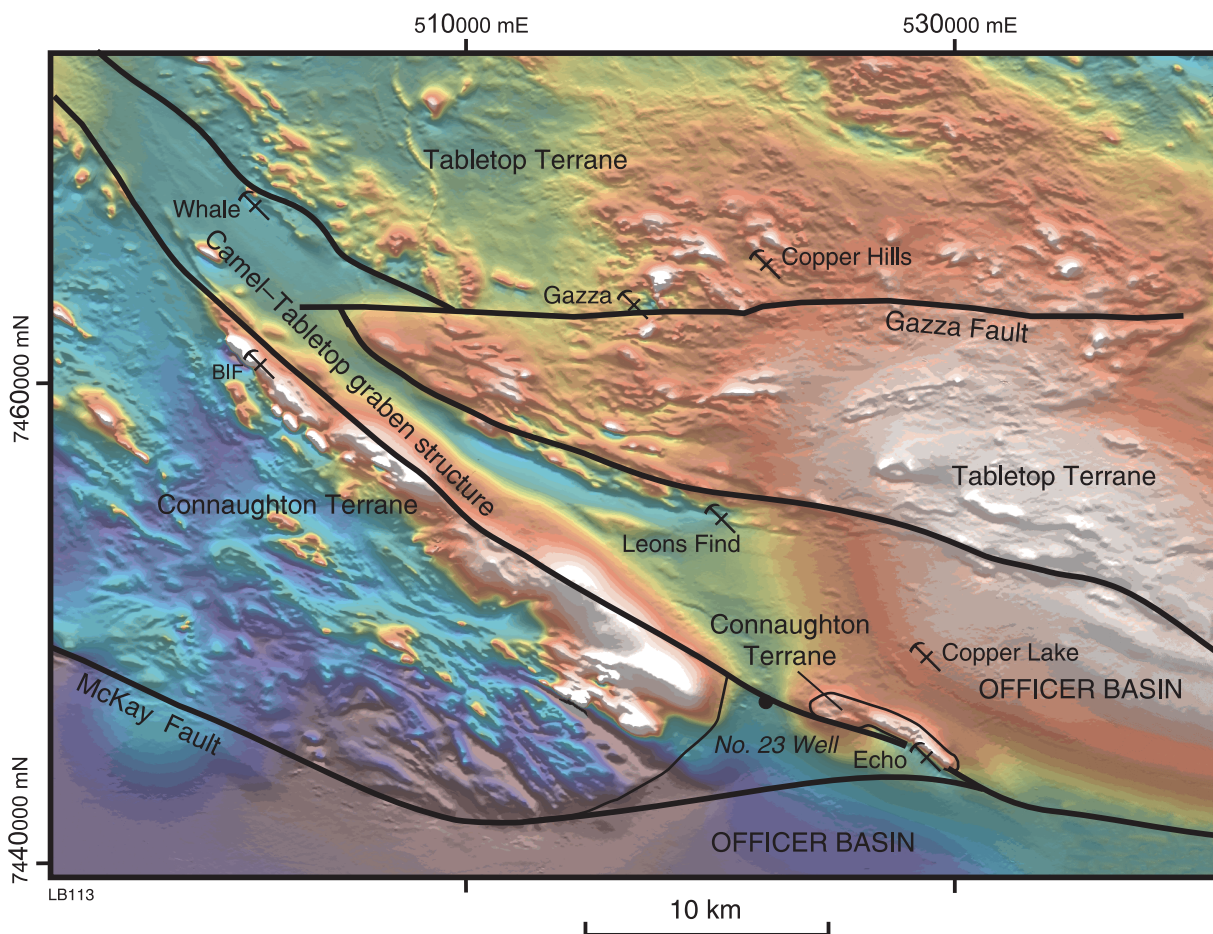 510000 mE
530000 mE
Tabletop Terrane
Whale
Copper Hills
Camel–Tabletop graben structure
Gazza
Gazza Fault
7460000 mN
BIF
Tabletop Terrane
Connaughton Terrane
Leons Find
Connaughton
Terrane
Copper Lake
OFFICER BASIN
McKay Fault
No. 23 Well
Echo
7440000 mN
OFFICER BASIN
LB113
10 km